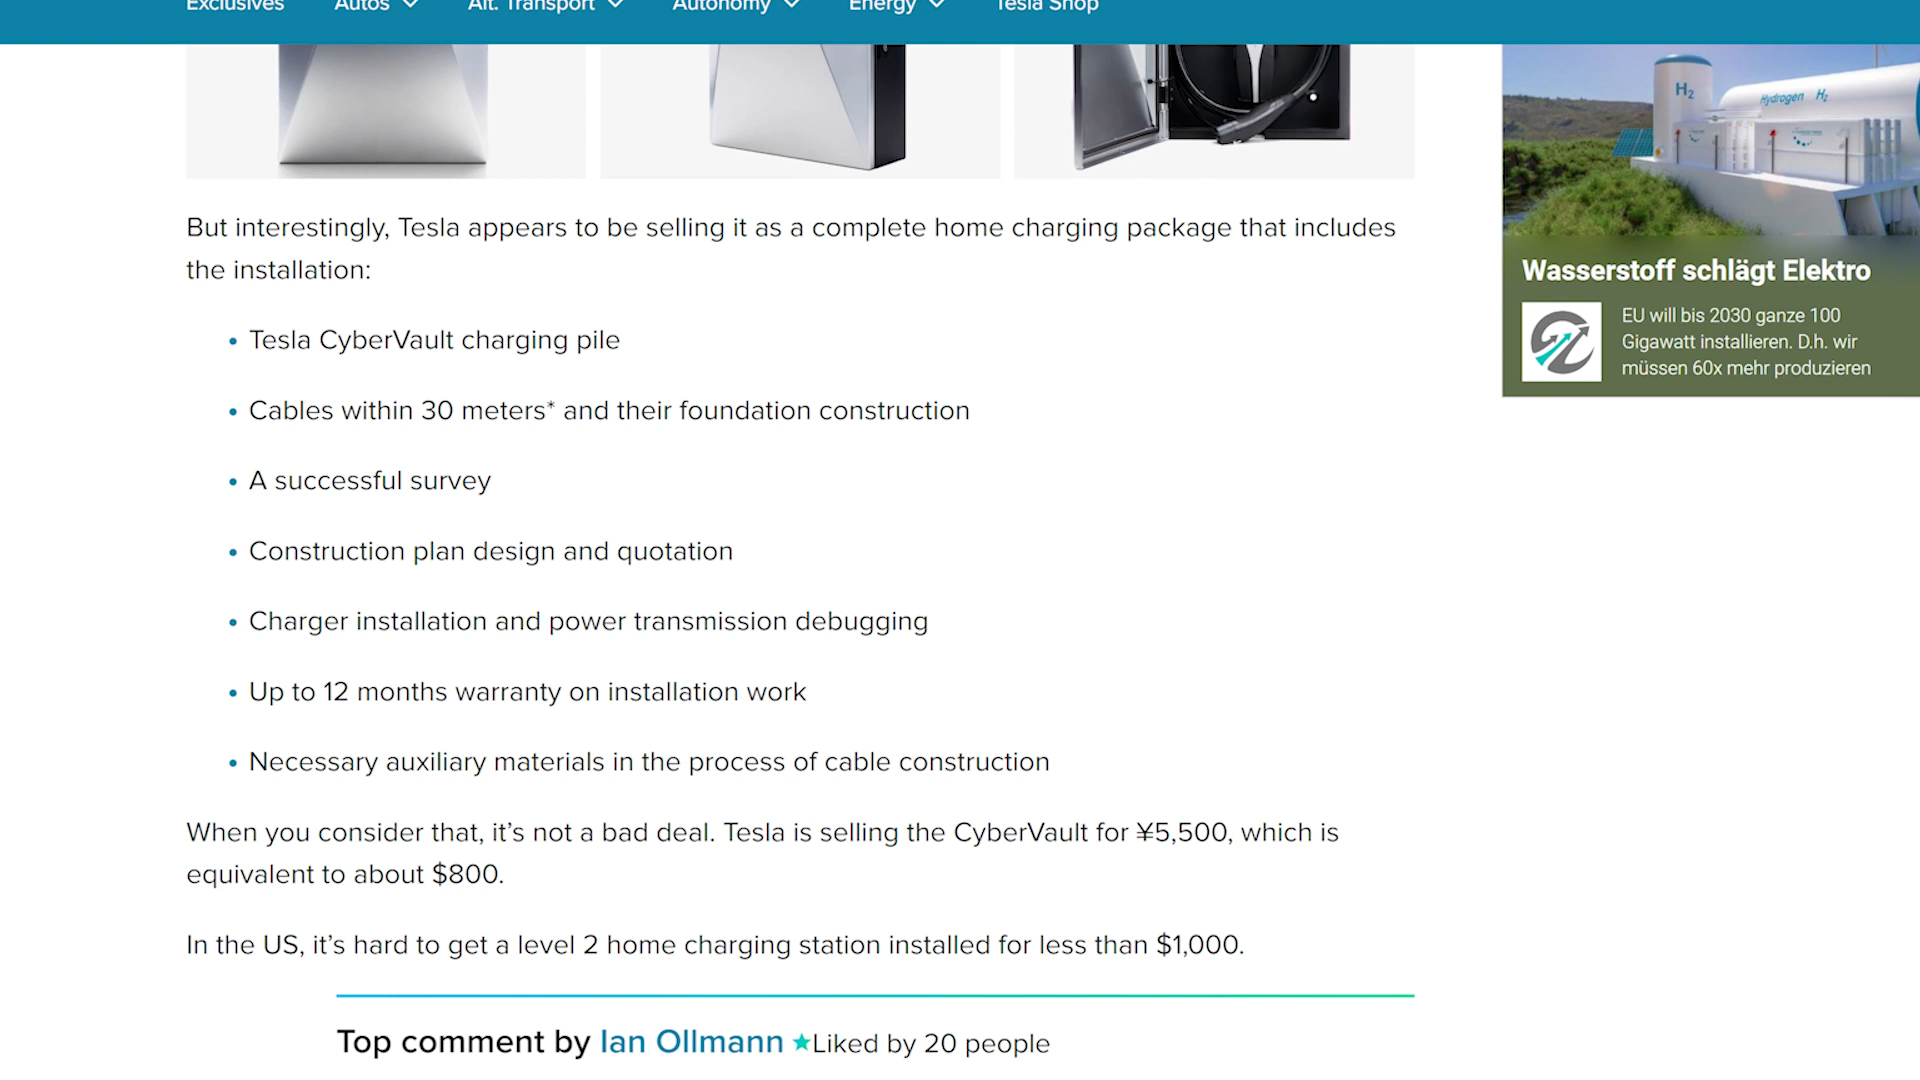 Exclusives Autos Alt. Transport Autonomy Energy Tesla Shop
H₂
Hydrogen H₂
But interestingly, Tesla appears to be selling it as a complete home charging package that includes
the installation:
• Tesla CyberVault charging pile
• Cables within 30 meters* and their foundation construction
• A successful survey
• Construction plan design and quotation
• Charger installation and power transmission debugging
• Up to 12 months warranty on installation work
• Necessary auxiliary materials in the process of cable construction
When you consider that, it’s not a bad deal. Tesla is selling the CyberVault for ¥5,500, which is
equivalent to about $800.
In the US, it’s hard to get a level 2 home charging station installed for less than $1,000.
Top comment by Ian Ollmann ★Liked by 20 people
Wasserstoff schlägt Elektro
EU will bis 2030 ganze 100
Gigawatt installieren. D.h. wir
müssen 60x mehr produzieren